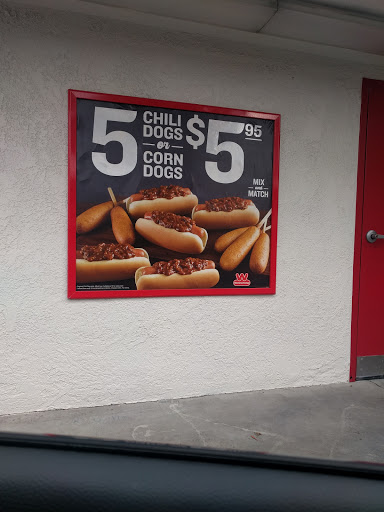 5 CHILI DOGS or CORN DOGS $5 95
MIX and MATCH
W